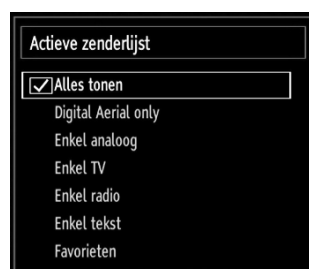 Actieve zenderlijst
Alles tonen
Digital Aerial only
Enkel analoog
Enkel TV
Enkel radio
Enkel tekst
Favorieten